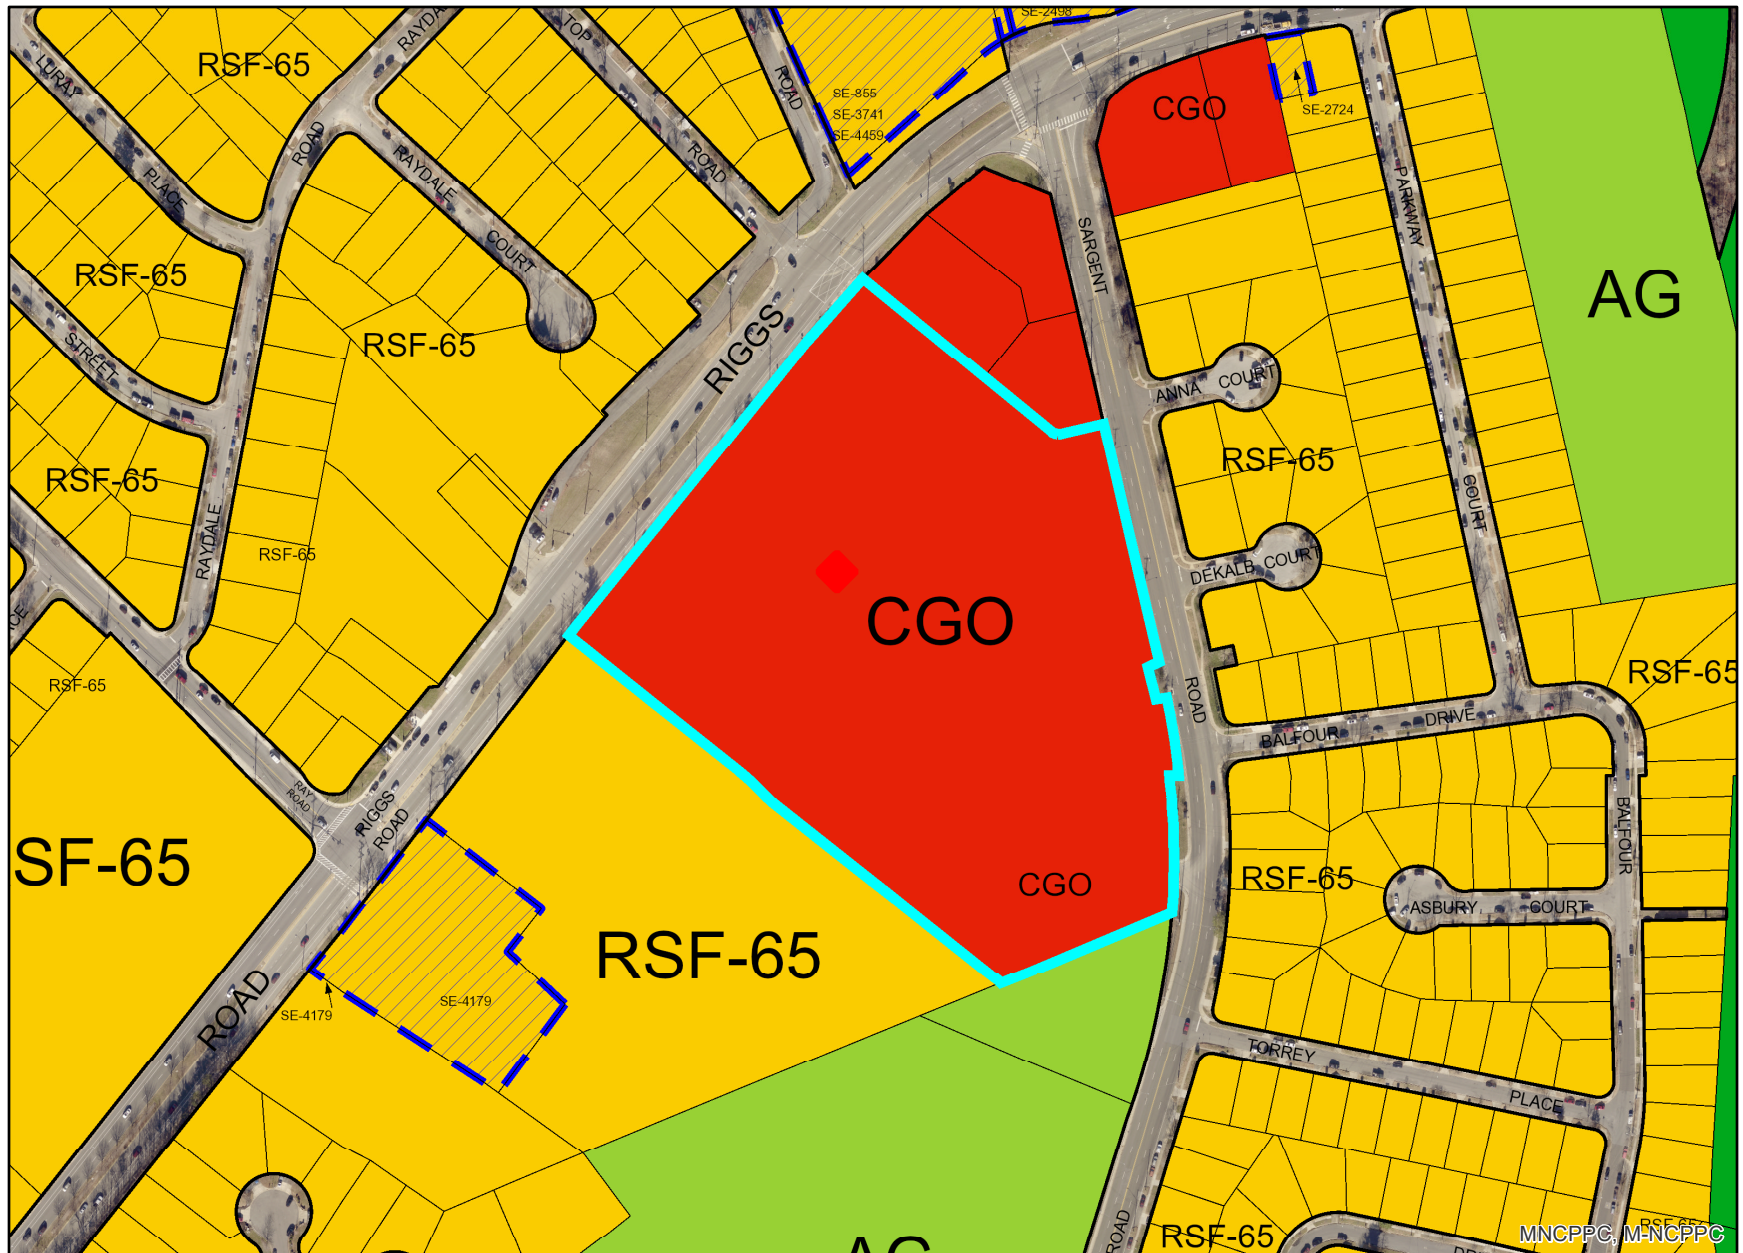 SE-2498
RAYDA
TOP
RSF-65
LURAY
ROAD
SE-855
SE-3741
SE-4459
CGO
SE-2724
ROAD
RAYDALE
ROAD
PLACE
PARKWAY
COURT
SARGENT
RSF-65
AG
RIGGS
RSF-65
STREET
ANNA COURT
RSF-65
RSF-65
COURT
RAYDALE
RSF-65
DEKALB COURT
CGO
RSF-65
RSF-65
ROAD
DRIVE
BALFOUR
RAY
ROAD
RIGGS
ROAD
BALFOUR
SF-65
CGO
RSF-65
ASBURY COURT
RSF-65
SE-4179
SE-4179
ROAD
TORREY
PLACE
ROAD
RSF-65
RSF-65
AG
MNCPPC, M-NCPPC